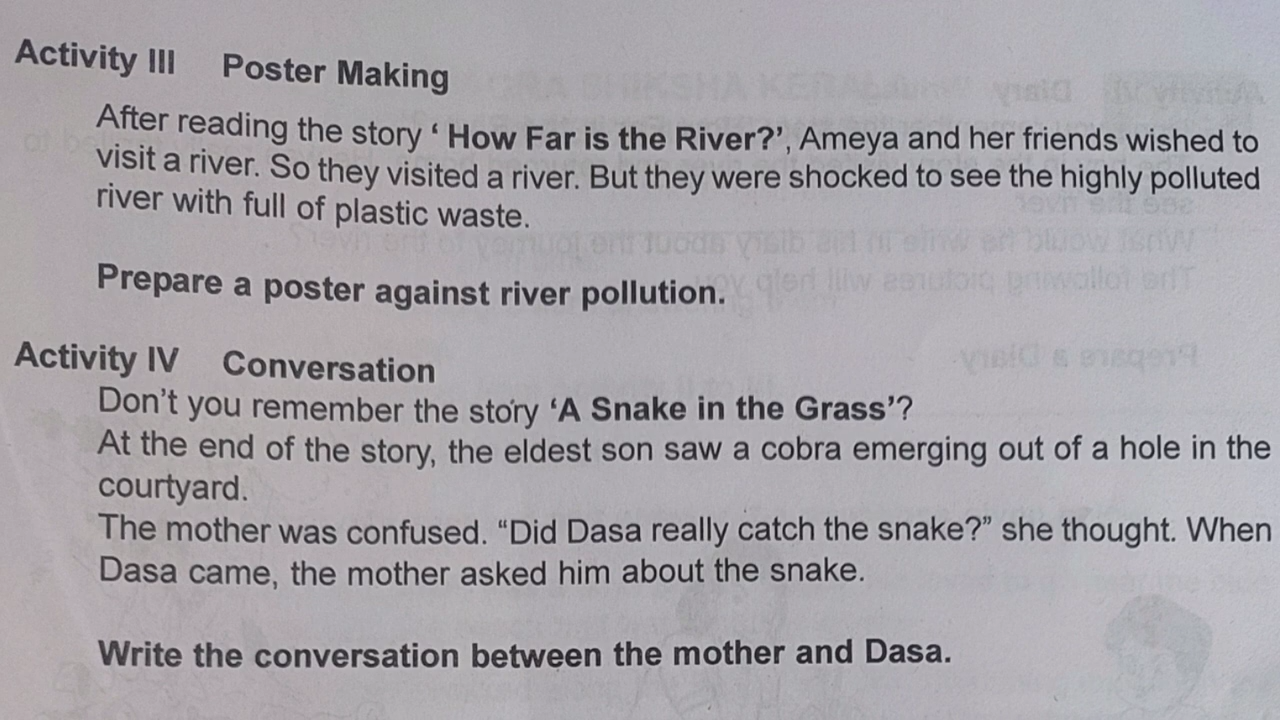 Activity III Poster Making
After reading the story ‘ How Far is the River?’, Ameya and her friends wished to
visit a river. So they visited a river. But they were shocked to see the highly polluted
river with full of plastic waste.
Prepare a poster against river pollution.
Activity IV Conversation
Don’t you remember the story ‘A Snake in the Grass’?
At the end of the story, the eldest son saw a cobra emerging out of a hole in the
courtyard.
The mother was confused. “Did Dasa really catch the snake?” she thought. When
Dasa came, the mother asked him about the snake.
Write the conversation between the mother and Dasa.